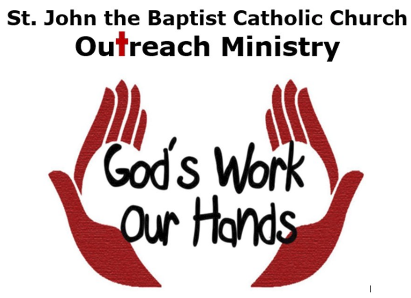 St. John the Baptist Catholic Church
Outreach Ministry
God's Work
Our Hands